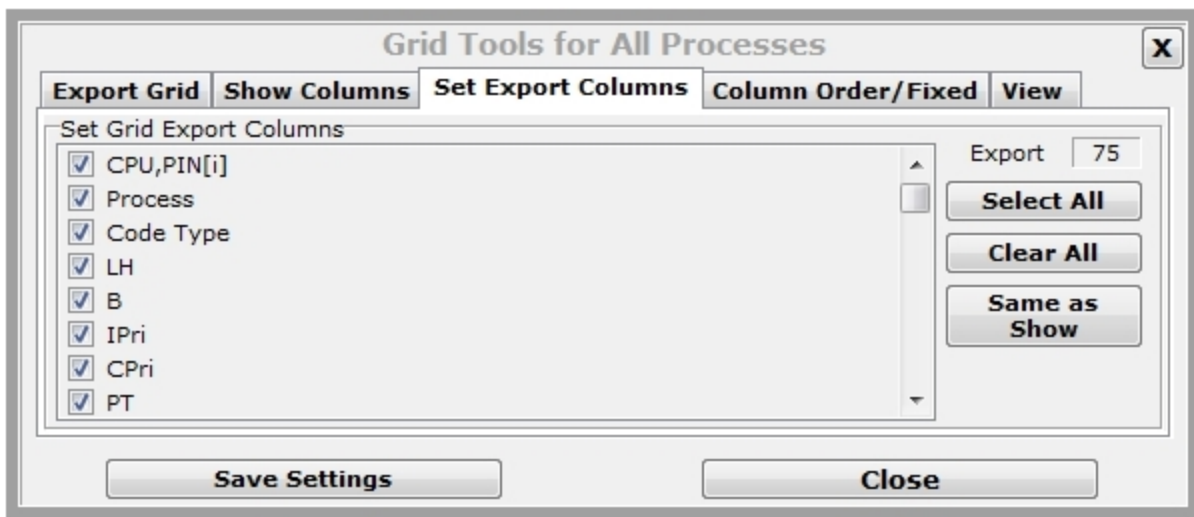 Grid Tools for All Processes
X
Export Grid Show Columns Set Export Columns Column Order/Fixed View
Set Grid Export Columns
CPU,PIN[i]
Process
Code Type
LH
B
IPri
CPri
PT
Export 75
Select All
Clear All
Same as
Show
Save Settings Close